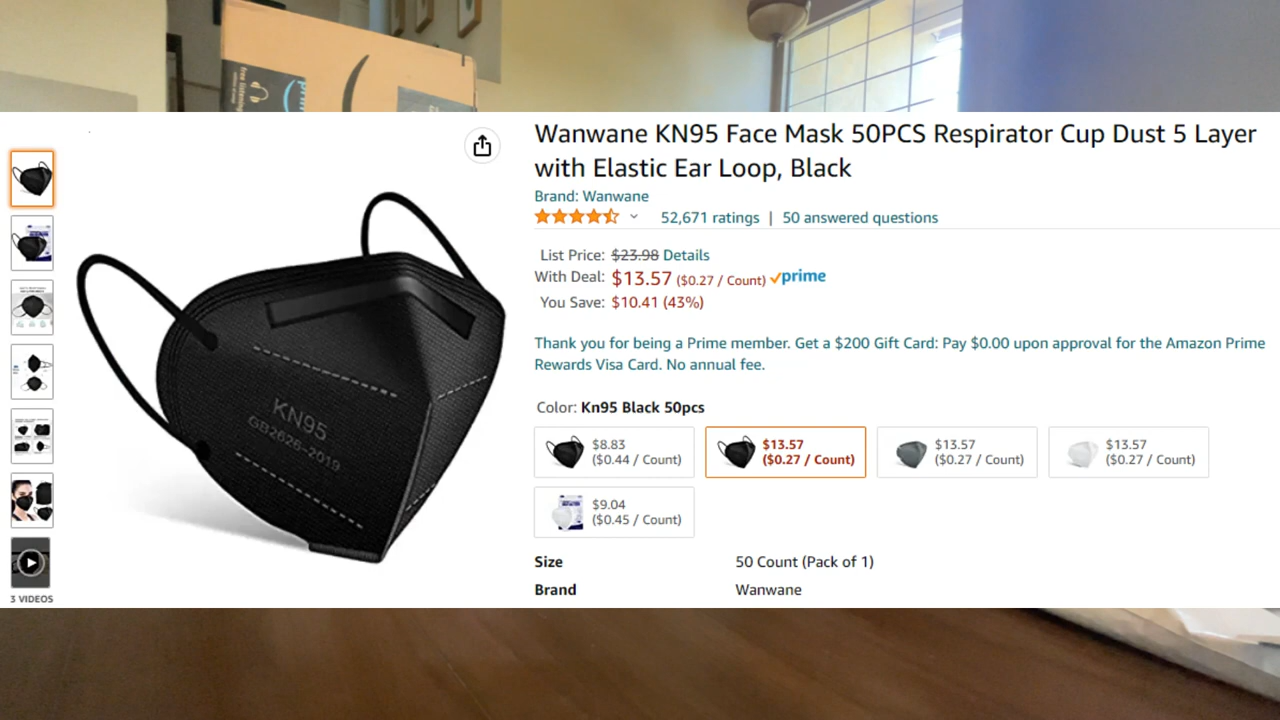 free listening
prim
Wanwane KN95 Face Mask 50PCS Respirator Cup Dust 5 Layer
with Elastic Ear Loop, Black
Brand: Wanwane
52,671 ratings | 50 answered questions
List Price: $23.98 Details
With Deal: $13.57 ($0.27 / Count) prime
You Save: $10.41 (43%)
Thank you for being a Prime member. Get a $200 Gift Card: Pay $0.00 upon approval for the Amazon Prime
Rewards Visa Card. No annual fee.
Color: Kn95 Black 50pcs
$8.83
($0.44 / Count)
$13.57
($0.27 / Count)
$13.57
($0.27 / Count)
$13.57
($0.27 / Count)
$9.04
($0.45 / Count)
Size 50 Count (Pack of 1)
Brand Wanwane
KN95
GB2626-2019
3 VIDEOS